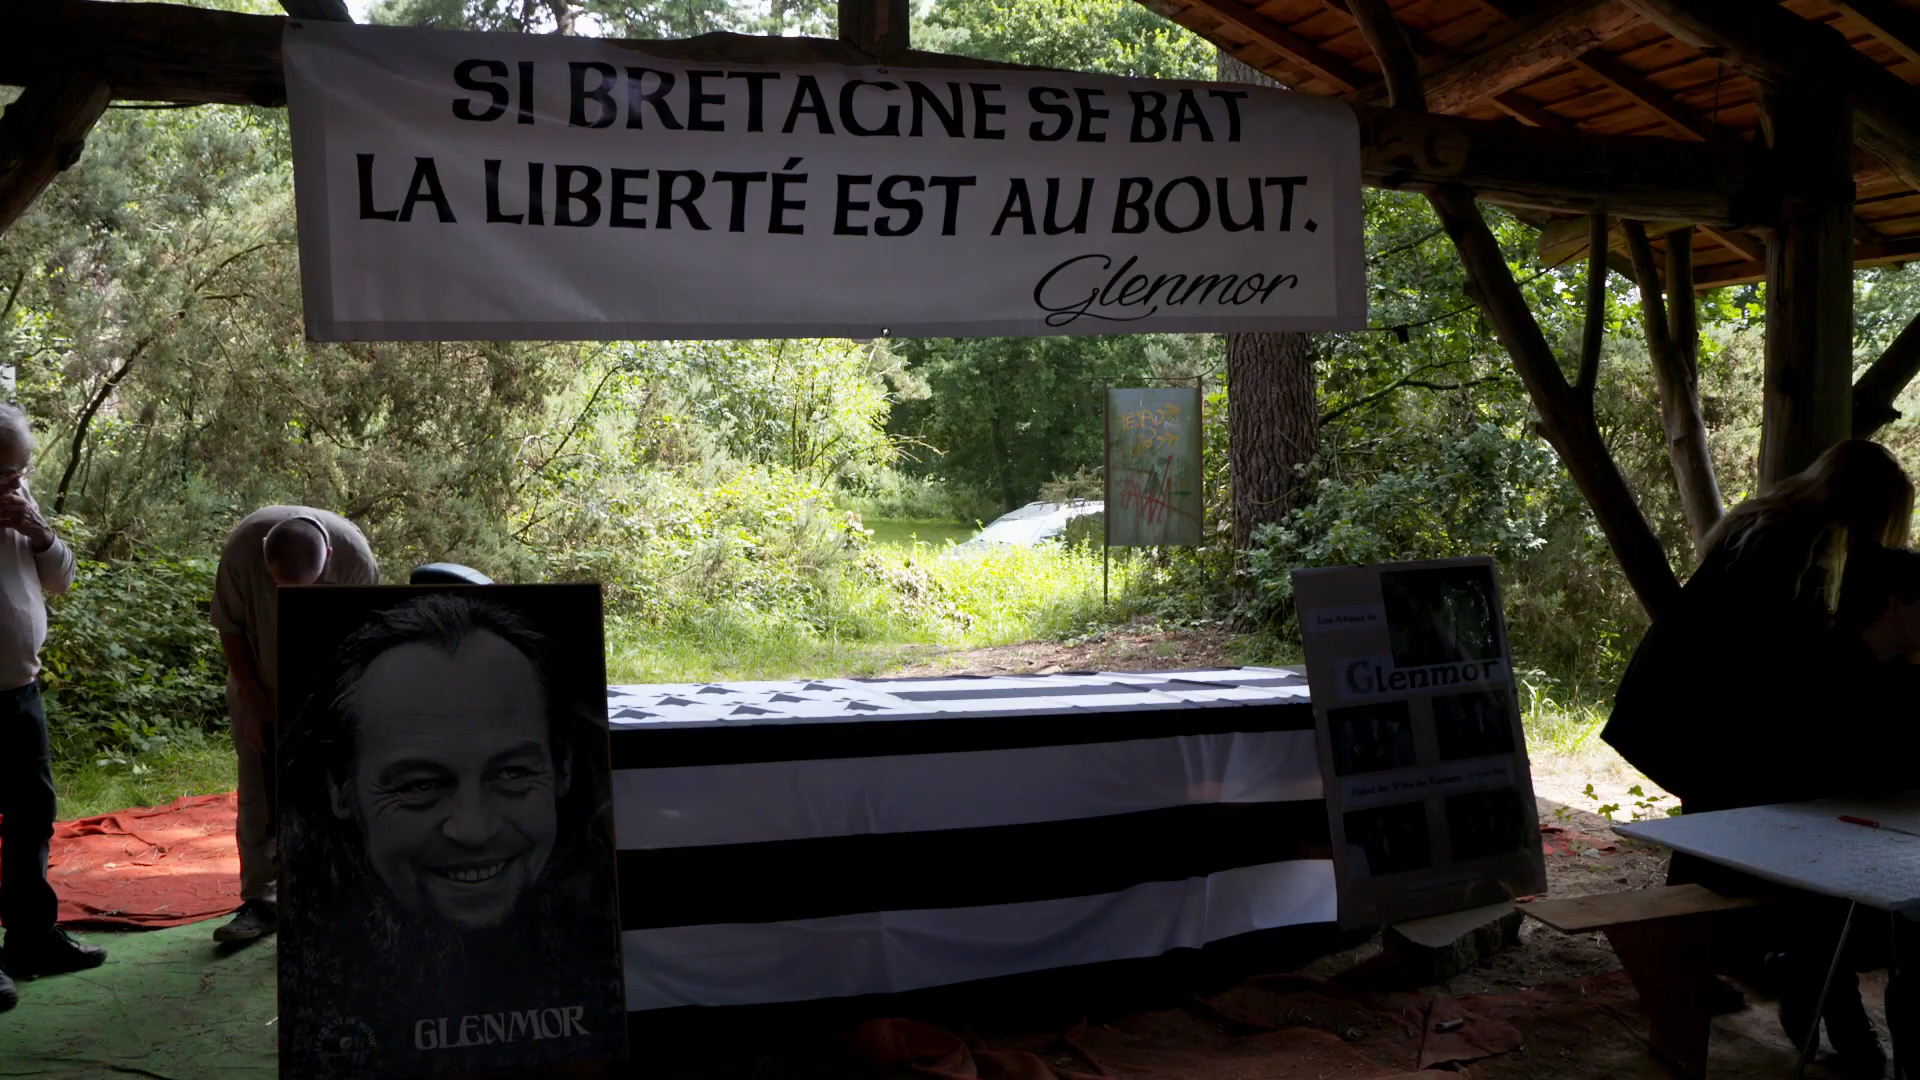 SI BRETAGNE SE BAT
LA LIBERTÉ EST AU BOUT.
Glenmor
GLENMOR
Glenmor